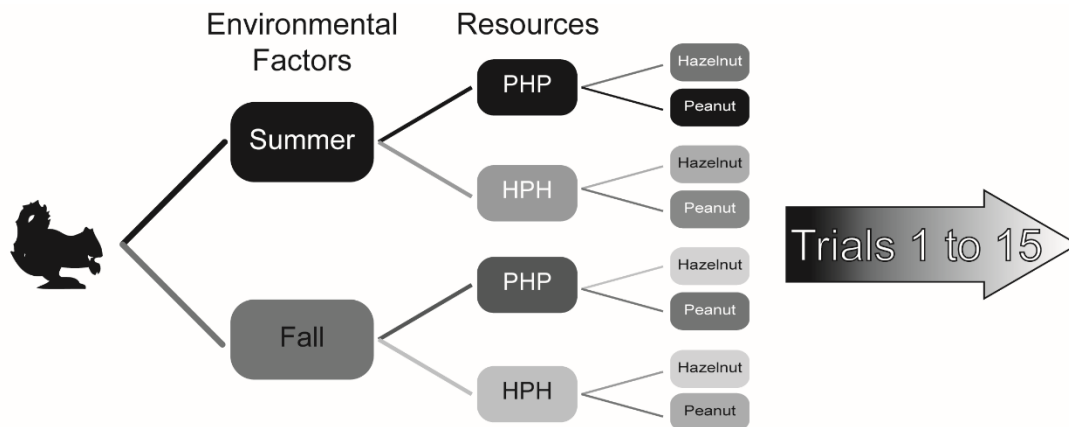 Environmental
Factors
Resources
Summer
PHP
Hazelnut
Peanut
HPH
Hazelnut
Peanut
Fall
PHP
Hazelnut
Peanut
HPH
Hazelnut
Peanut
Trials 1 to 15